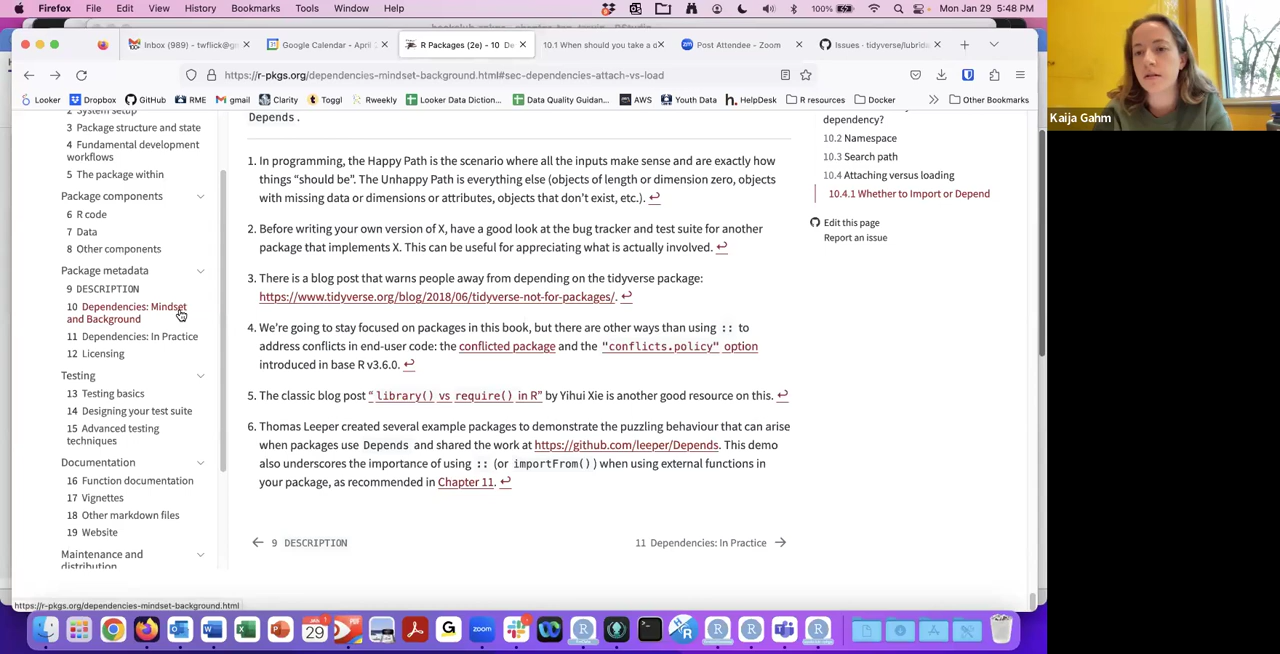 Firefox File Edit View History Bookmarks Tools Window Help 100% Mon Jan 29 5:48 PM
Inbox (989) - twflick@g Google Calendar - April R Packages (2e) - 10 De 10.1 When should you take a d Post Attendee - Zoom Issues · tidyverse/lubrid
https://r-pkgs.org/dependencies-mindset-background.html#sec-dependencies-attach-vs-load
Looker Dropbox GitHub RME gmail Clarity Toggl Rweekly Looker Data Diction... Data Quality Guidan... AWS Youth Data HelpDesk R resources Docker Other Bookmarks
2 System setup
3 Package structure and state
4 Fundamental development
workflows
5 The package within
Package components
6 R code
7 Data
8 Other components
Package metadata
9 DESCRIPTION
10 Dependencies: Mindset
and Background
11 Dependencies: In Practice
12 Licensing
Testing
13 Testing basics
14 Designing your test suite
15 Advanced testing
techniques
Documentation
16 Function documentation
17 Vignettes
18 Other markdown files
19 Website
Maintenance and
distribution
Depends.
1. In programming, the Happy Path is the scenario where all the inputs make sense and are exactly how
things “should be”. The Unhappy Path is everything else (objects of length or dimension zero, objects
with missing data or dimensions or attributes, objects that don’t exist, etc.). ↩
2. Before writing your own version of X, have a good look at the bug tracker and test suite for another
package that implements X. This can be useful for appreciating what is actually involved. ↩
3. There is a blog post that warns people away from depending on the tidyverse package:
https://www.tidyverse.org/blog/2018/06/tidyverse-not-for-packages/. ↩
4. We’re going to stay focused on packages in this book, but there are other ways than using :: to
address conflicts in end-user code: the conflicted package and the "conflicts.policy" option
introduced in base R v3.6.0. ↩
5. The classic blog post “library() vs require() in R” by Yihui Xie is another good resource on this. ↩
6. Thomas Leeper created several example packages to demonstrate the puzzling behaviour that can arise
when packages use Depends and shared the work at https://github.com/leeper/Depends. This demo
also underscores the importance of using :: (or importFrom()) when using external functions in
your package, as recommended in Chapter 11. ↩
← 9 DESCRIPTION
11 Dependencies: In Practice →
dependency?
10.2 Namespace
10.3 Search path
10.4 Attaching versus loading
10.4.1 Whether to Import or Depend
Edit this page
Report an issue
https://r-pkgs.org/dependencies-mindset-background.html
Kaija Gahm